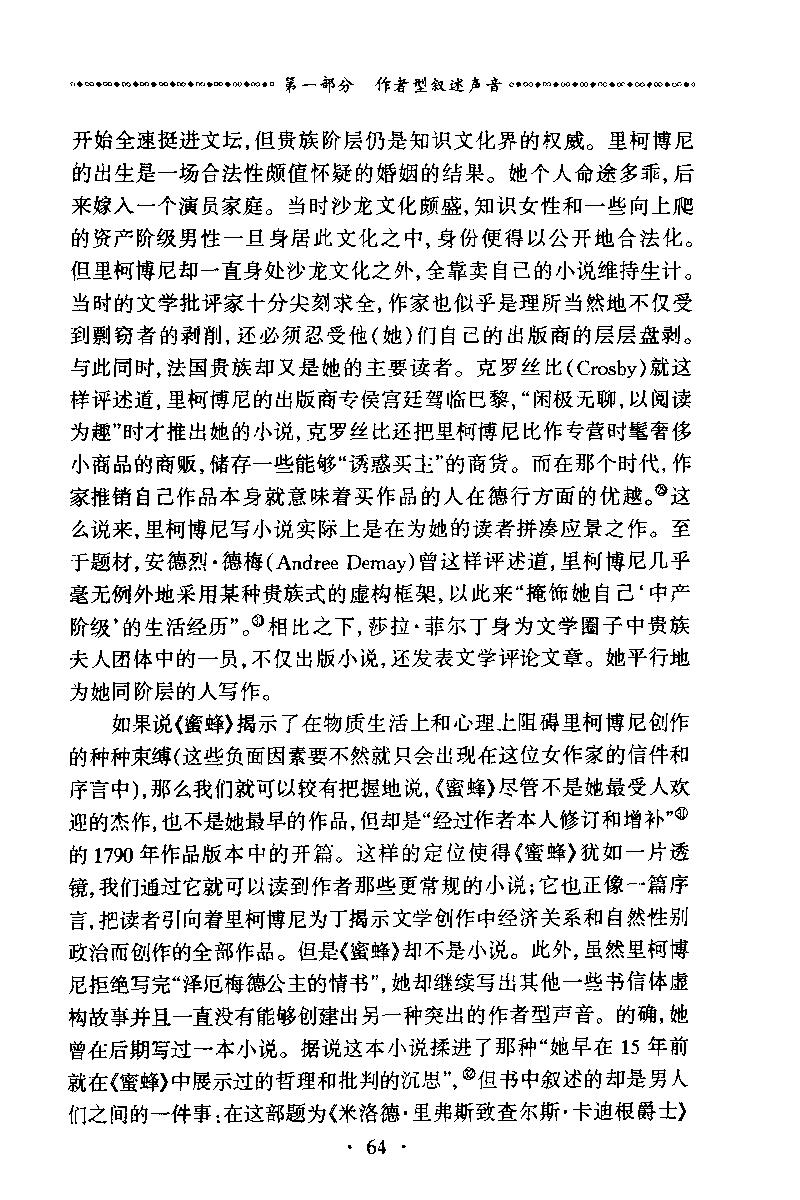 第一部分 作者型叙述声音
开始全速挺进文坛,但贵族阶层仍是知识文化界的权威。里柯博尼
的出生是一场合法性颇值怀疑的婚姻的结果。她个人命途多乖,后
来嫁入一个演员家庭。当时沙龙文化颇盛,知识女性和一些向上爬
的资产阶级男性一旦身居此文化之中,身份便得以公开地合法化。
但里柯博尼却一直身处沙龙文化之外,全靠卖自己的小说维持生计。
当时的文学批评家十分尖刻求全,作家也似乎是理所当然地不仅受
到剽窃者的剥削,还必须忍受他(她)们自己的出版商的层层盘剥。
与此同时,法国贵族却又是她的主要读者。克罗丝比(Crosby)就这
样评述道,里柯博尼的出版商专侯宫廷驾临巴黎,“闲极无聊,以阅读
为趣”时才推出她的小说,克罗丝比还把里柯博尼比作专营时髦奢侈
小商品的商贩,储存一些能够“诱惑买主”的商货。而在那个时代,作
家推销自己作品本身就意味着买作品的人在德行方面的优越。㉙这
么说来,里柯博尼写小说实际上是在为她的读者拼凑应景之作。至
于题材,安德烈·德梅(Andree Demay)曾这样评述道,里柯博尼几乎
毫无例外地采用某种贵族式的虚构框架,以此来“掩饰她自己‘中产
阶级’的生活经历”。㉚相比之下,莎拉·菲尔丁身为文学圈子中贵族
夫人团体中的一员,不仅出版小说,还发表文学评论文章。她平行地
为她同阶层的人写作。
如果说《蜜蜂》揭示了在物质生活上和心理上阻碍里柯博尼创作
的种种束缚(这些负面因素要不然就只会出现在这位女作家的信件和
序言中),那么我们就可以较有把握地说,《蜜蜂》尽管不是她最受人欢
迎的杰作,也不是她最早的作品,但却是“经过作者本人修订和增补”㉛
的 1790 年作品版本中的开篇。这样的定位使得《蜜蜂》犹如一片透
镜,我们通过它就可以读到作者那些更常规的小说;它也正像一篇序
言,把读者引向着里柯博尼为了揭示文学创作中经济关系和自然性别
政治而创作的全部作品。但是《蜜蜂》却不是小说。此外,虽然里柯博
尼拒绝写完“泽厄梅德公主的情书”,她却继续写出其他一些书信体虚
构故事并且一直没有能够创建出另一种突出的作者型声音。的确,她
曾在后期写过一本小说。据说这本小说揉进了那种“她早在 15 年前
就在《蜜蜂》中展示过的哲理和批判的沉思”,㉜但书中叙述的却是男人
们之间的一件事:在这部题为《米洛德·里弗斯致查尔斯·卡迪根爵士》
· 64 ·